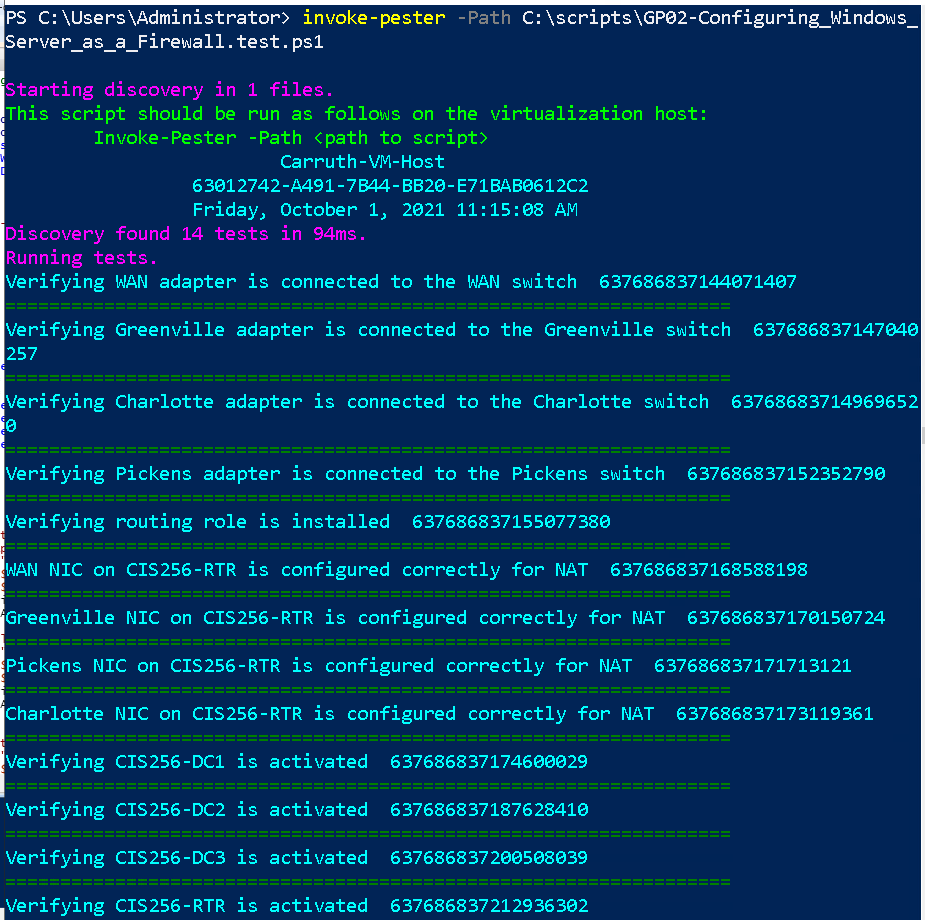 PS C:\Users\Administrator> invoke-pester -Path C:\scripts\GP02-Configuring_Windows_
Server_as_a_Firewall.test.ps1
Starting discovery in 1 files.
This script should be run as follows on the virtualization host:
Invoke-Pester -Path <path to script>
Carruth-VM-Host
63012742-A491-7B44-BB20-E71BAB0612C2
Friday, October 1, 2021 11:15:08 AM
Discovery found 14 tests in 94ms.
Running tests.
Verifying WAN adapter is connected to the WAN switch  637686837144071407
==================================================================
Verifying Greenville adapter is connected to the Greenville switch  637686837147040
257
==================================================================
Verifying Charlotte adapter is connected to the Charlotte switch  63768683714969652
0
==================================================================
Verifying Pickens adapter is connected to the Pickens switch  637686837152352790
==================================================================
Verifying routing role is installed  637686837155077380
==================================================================
WAN NIC on CIS256-RTR is configured correctly for NAT  637686837168588198
==================================================================
Greenville NIC on CIS256-RTR is configured correctly for NAT  637686837170150724
==================================================================
Pickens NIC on CIS256-RTR is configured correctly for NAT  637686837171713121
==================================================================
Charlotte NIC on CIS256-RTR is configured correctly for NAT  637686837173119361
==================================================================
Verifying CIS256-DC1 is activated  637686837174600029
==================================================================
Verifying CIS256-DC2 is activated  637686837187628410
==================================================================
Verifying CIS256-DC3 is activated  637686837200508039
==================================================================
Verifying CIS256-RTR is activated  637686837212936302